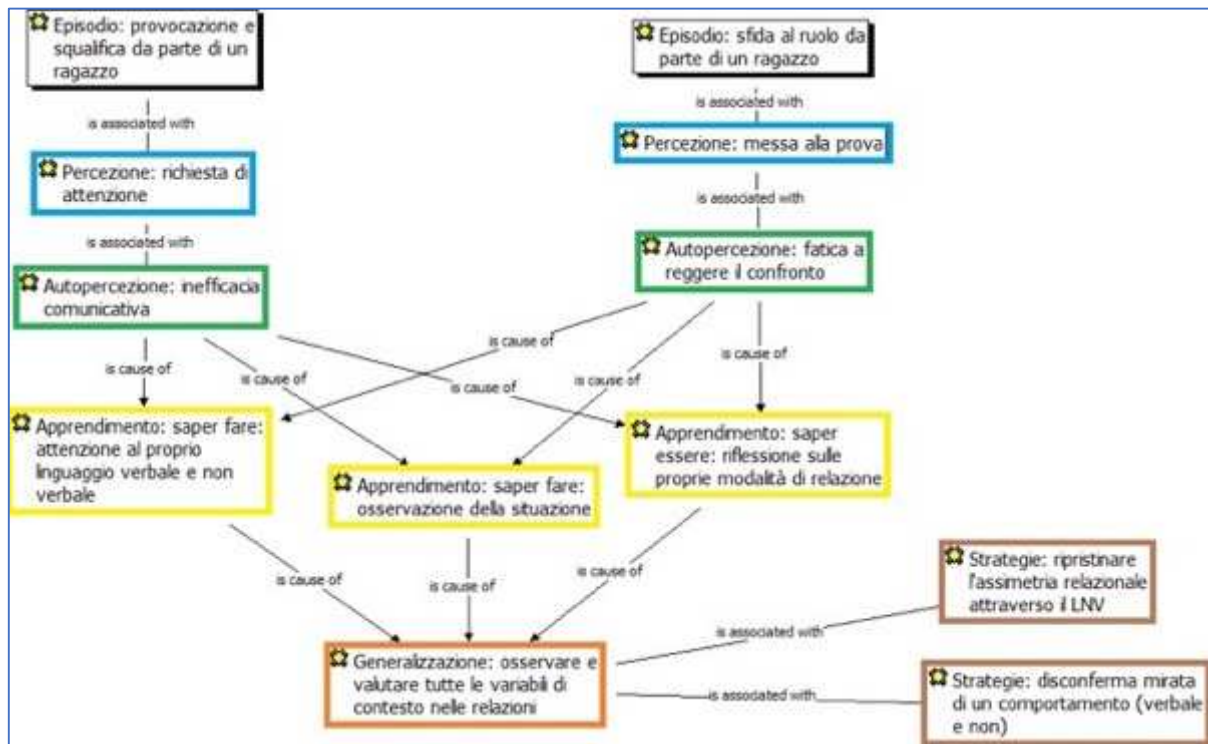 Episodio: provocazione e
squalifica da parte di un
ragazzo
Episodio: sfida al ruolo da
parte di un ragazzo
is associated with
is associated with
Percezione: richiesta di
attenzione
Percezione: messa alla prova
is associated with
is associated with
Autopercezione: inefficacia
comunicativa
Autopercezione: fatica a
reggere il confronto
is cause of
is cause of
is cause of
is cause of
is cause of
is cause of
Apprendimento: saper fare:
attenzione al proprio
linguaggio verbale e non
verbale
Apprendimento: saper fare:
osservazione della situazione
Apprendimento: saper
essere: riflessione sulle
proprie modalità di relazione
is cause of
is cause of
is cause of
Generalizzazione: osservare e
valutare tutte le variabili di
contesto nelle relazioni
is associated with
is associated with
Strategie: ripristinare
l'assimetria relazionale
attraverso il LNV
Strategie: disconferma mirata
di un comportamento (verbale
e non)